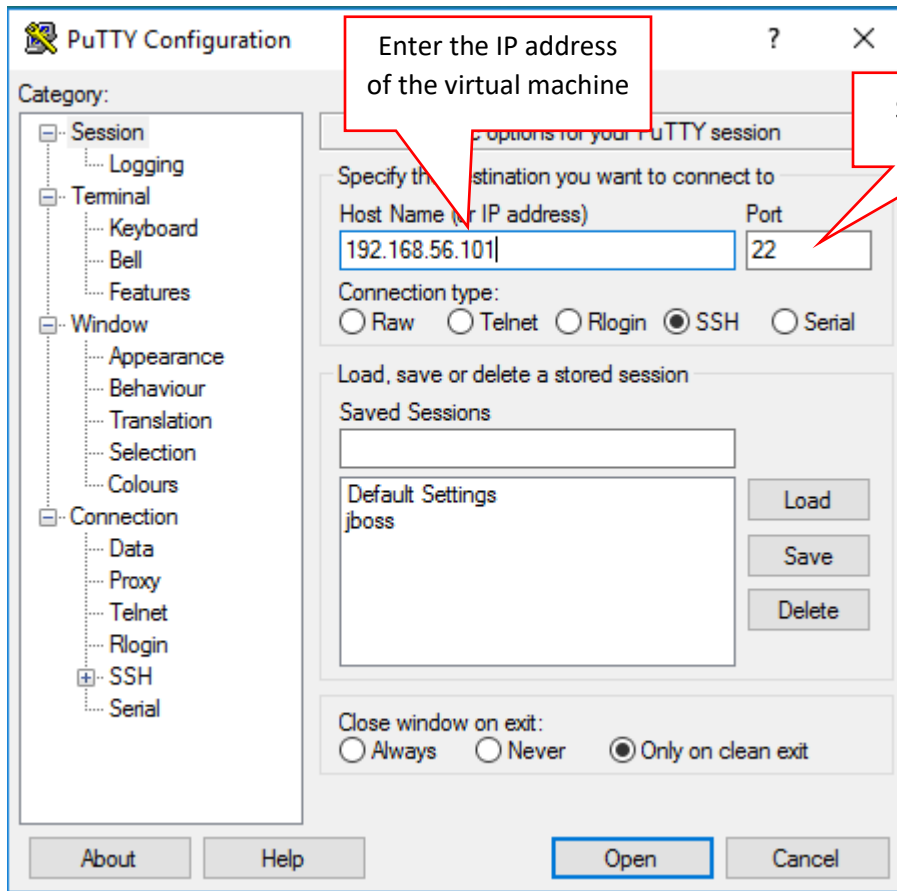 PuTTY Configuration
?
Enter the IP address
of the virtual machine
Category:
Session
Logging
Terminal
Keyboard
Bell
Features
Window
Appearance
Behaviour
Translation
Selection
Colours
Connection
Data
Proxy
Telnet
Rlogin
SSH
Serial
options for your PuTTY session
Specify the destination you want to connect to
Host Name (or IP address) Port
192.168.56.101 22
Connection type:
Raw Telnet Rlogin SSH Serial
Load, save or delete a stored session
Saved Sessions
Default Settings
jboss
Load
Save
Delete
Close window on exit:
Always Never Only on clean exit
About Help Open Cancel